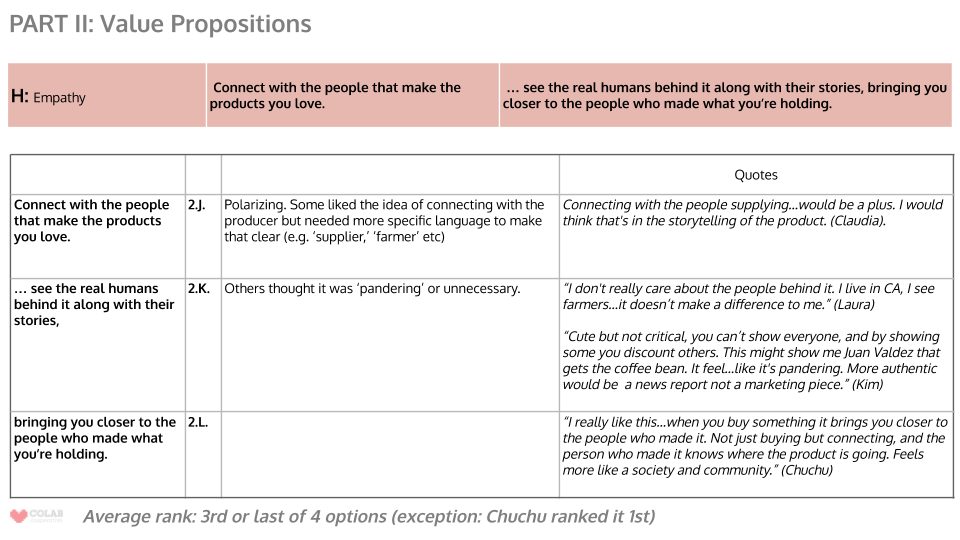 PART II: Value Propositions
H: Empathy
Connect with the people that make the
products you love.
… see the real humans behind it along with their stories, bringing you
closer to the people who made what you’re holding.
Quotes
Connect with the people
that make the products
you love.
2.J.
Polarizing. Some liked the idea of connecting with the
producer but needed more specific language to make
that clear (e.g. ‘supplier,’ ‘farmer’ etc)
Connecting with the people supplying...would be a plus. I would
think that's in the storytelling of the product. (Claudia).
… see the real humans
behind it along with their
stories,
2.K.
Others thought it was ‘pandering’ or unnecessary.
“I don't really care about the people behind it. I live in CA, I see
farmers...it doesn’t make a difference to me.” (Laura)
“Cute but not critical, you can’t show everyone, and by showing
some you discount others. This might show me Juan Valdez that
gets the coffee bean. It feel...like it's pandering. More authentic
would be  a news report not a marketing piece.” (Kim)
bringing you closer to the
people who made what
you’re holding.
2.L.
“I really like this...when you buy something it brings you closer to
the people who made it. Not just buying but connecting, and the
person who made it knows where the product is going. Feels
more like a society and community.” (Chuchu)
COLAB
Average rank: 3rd or last of 4 options (exception: Chuchu ranked it 1st)